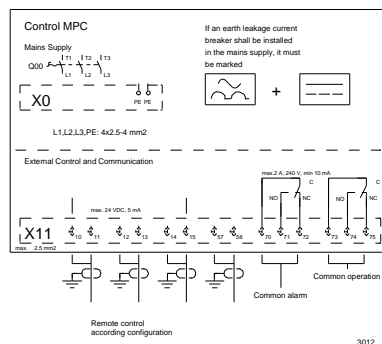 Control MPC
Mains Supply
Q00
T1 T2 T3
L1 L2 L3
X0
PE PE
L1,L2,L3,PE: 4x2.5-4 mm2
If an earth leakage current
breaker shall be installed
in the mains supply, it must
be marked
+
External Control and Communication
max.2 A, 240 V, min 10 mA
C C
NO NC NO NC
max. 24 VDC, 5 mA
X11
10 11 12 13 14 15 57 58 70 71 72 73 74 75
max. 2.5 mm2
Common operation
Common alarm
Remote control
according configuration
3012